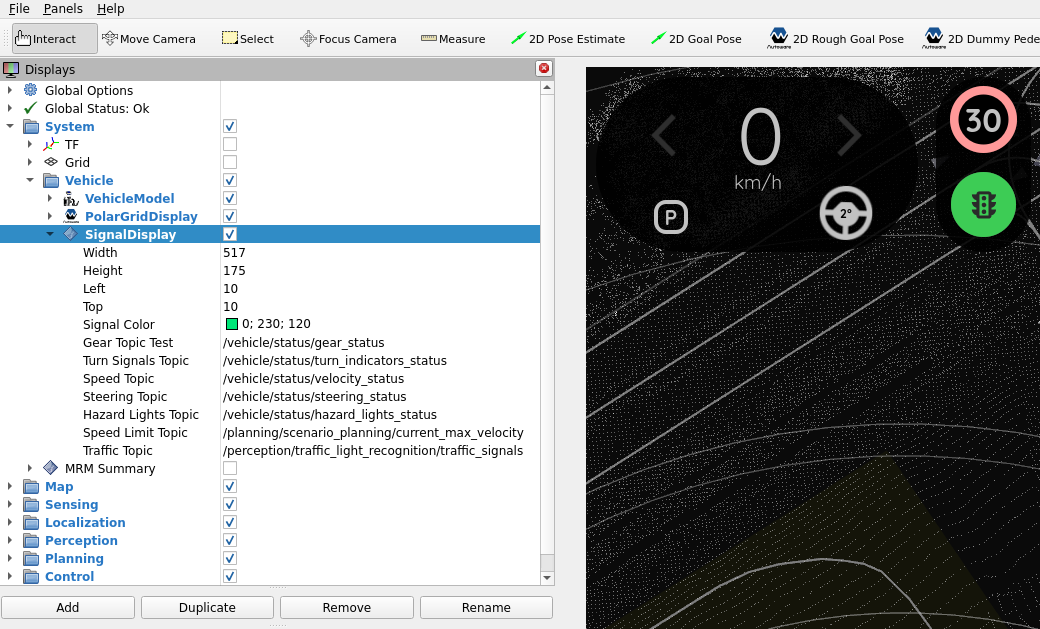 File Panels Help
Interact Move Camera Select Focus Camera Measure 2D Pose Estimate 2D Goal Pose 2D Rough Goal Pose 2D Dummy Pede
Displays
Global Options
Global Status: Ok
System
TF
Grid
Vehicle
VehicleModel
PolarGridDisplay
SignalDisplay
Width 517
Height 175
Left 10
Top 10
Signal Color 0; 230; 120
Gear Topic Test /vehicle/status/gear_status
Turn Signals Topic /vehicle/status/turn_indicators_status
Speed Topic /vehicle/status/velocity_status
Steering Topic /vehicle/status/steering_status
Hazard Lights Topic /vehicle/status/hazard_lights_status
Speed Limit Topic /planning/scenario_planning/current_max_velocity
Traffic Topic /perception/traffic_light_recognition/traffic_signals
MRM Summary
Map
Sensing
Localization
Perception
Planning
Control
Add Duplicate Remove Rename
0
km/h
P
2°
30